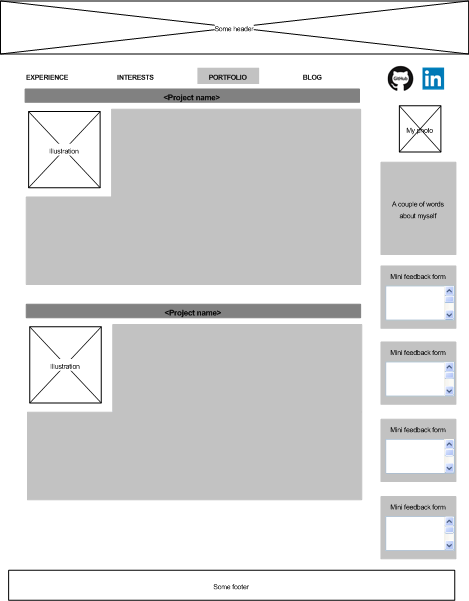 Some header
EXPERIENCE
INTERESTS
PORTFOLIO
BLOG
GitHub
in
<Project name>
Illustration
My photo
A couple of words
about myself
Mini feedback form
<Project name>
Illustration
Mini feedback form
Mini feedback form
Mini feedback form
Some footer